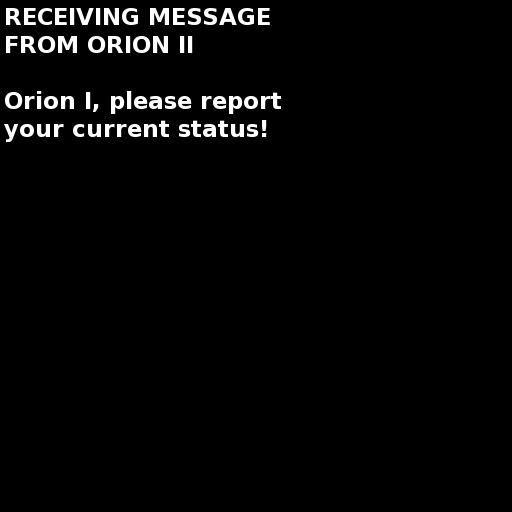 RECEIVING MESSAGE
FROM ORION II
Orion I, please report
your current status!